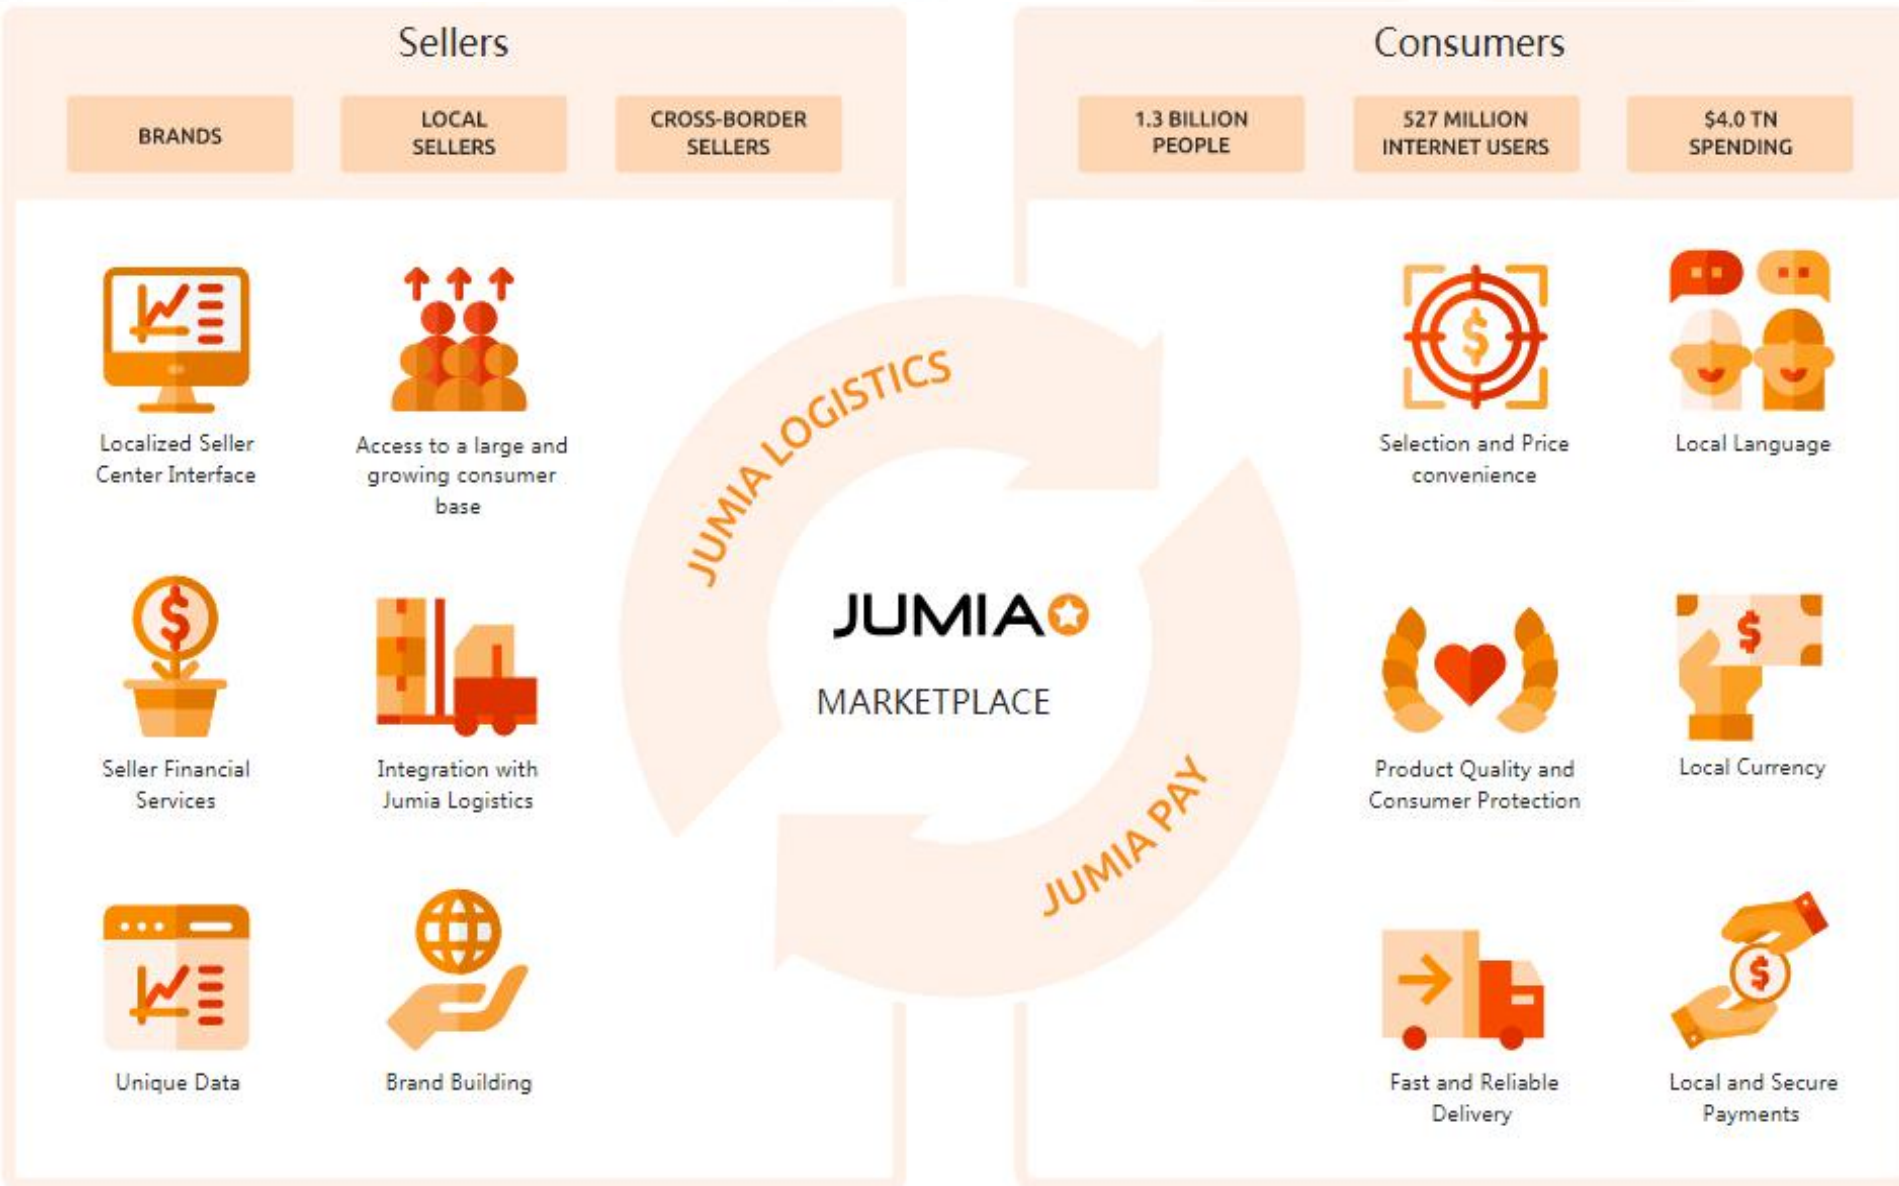 Sellers
BRANDS
LOCAL
SELLERS
CROSS-BORDER
SELLERS
Localized Seller
Center Interface
Access to a large and
growing consumer
base
Seller Financial
Services
Integration with
Jumia Logistics
Unique Data
Brand Building
JUMIA LOGISTICS
JUMIA
MARKETPLACE
JUMIA PAY
Consumers
1.3 BILLION
PEOPLE
527 MILLION
INTERNET USERS
$4.0 TN
SPENDING
Selection and Price
convenience
Local Language
Product Quality and
Consumer Protection
Local Currency
Fast and Reliable
Delivery
Local and Secure
Payments